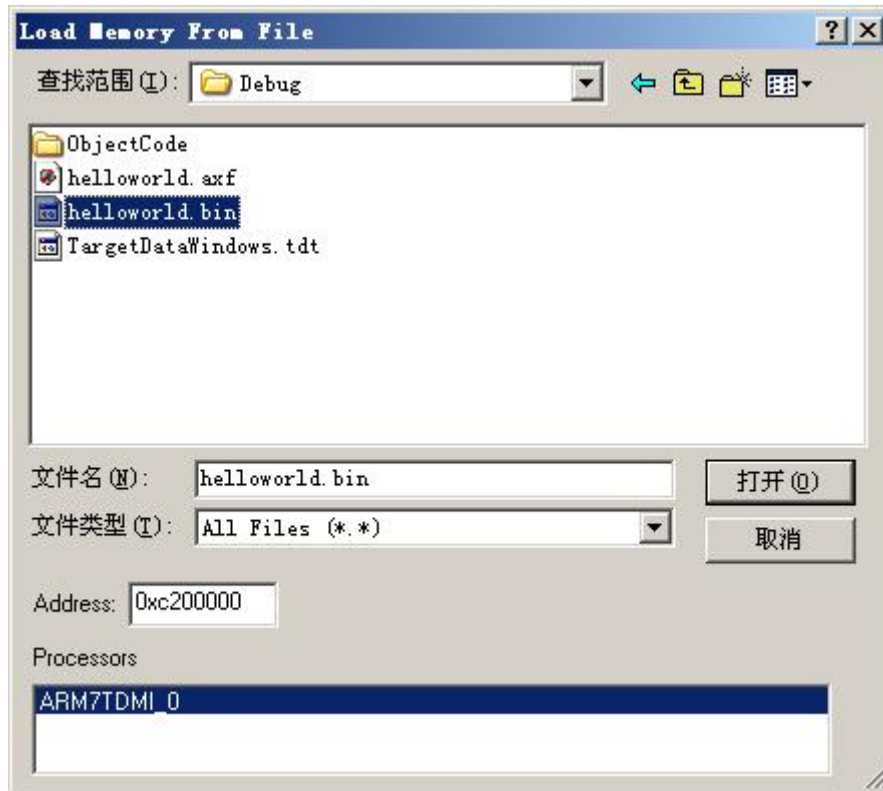 Load Memory From File
查找范围(I): Debug
ObjectCode
helloworld.axf
helloworld.bin
TargetDataWindows.tdt
文件名(N): helloworld.bin 打开(O)
文件类型(T): All Files (*.*) 取消
Address: 0xc200000
Processors
ARM7TDMI_0